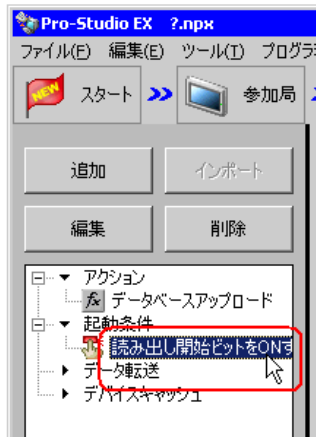 Pro-Studio EX ?.npx
ファイル(F) 編集(E) ツール(T) プログラ
NEW スタート 参加局
追加 インポート
編集 削除
アクション
fx データベースアップロード
起動条件
読み出し開始ビットをONす
データ転送
デバイスキャッシュ